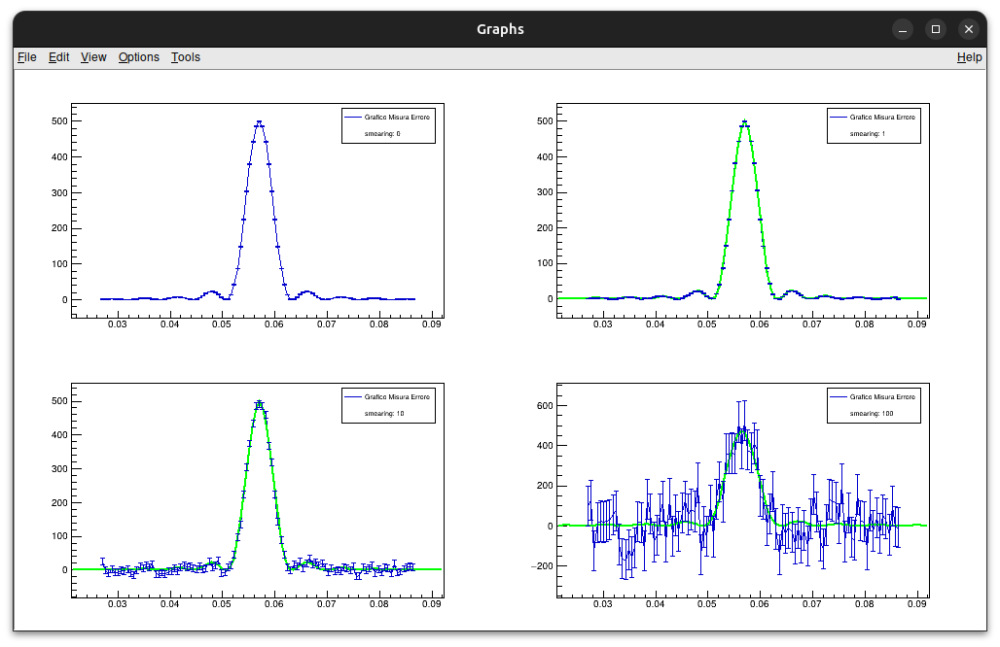 Graphs
File Edit View Options Tools Help
Grafico Misura Errore
smearing: 0
500
400
300
200
100
0
0.03 0.04 0.05 0.06 0.07 0.08 0.09
Grafico Misura Errore
smearing: 1
500
400
300
200
100
0
0.03 0.04 0.05 0.06 0.07 0.08 0.09
Grafico Misura Errore
smearing: 10
500
400
300
200
100
0
0.03 0.04 0.05 0.06 0.07 0.08 0.09
Grafico Misura Errore
smearing: 100
600
400
200
0
−200
0.03 0.04 0.05 0.06 0.07 0.08 0.09